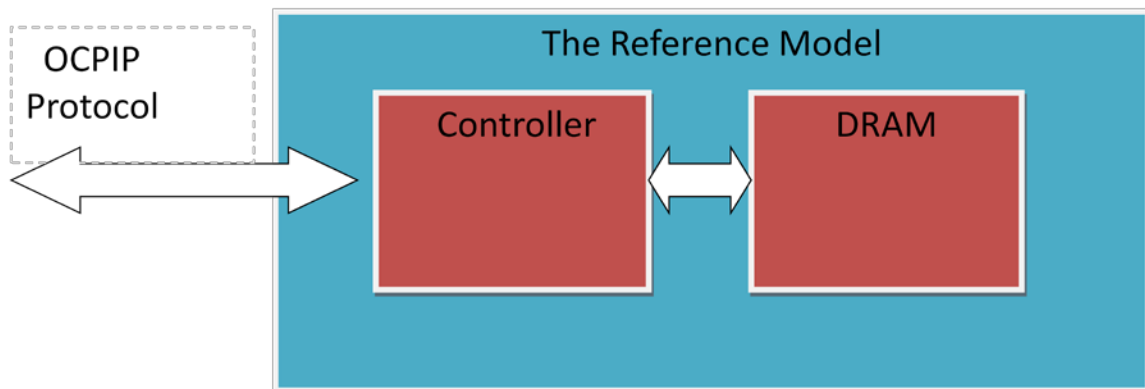 OCPIP
Protocol
The Reference Model
Controller
DRAM